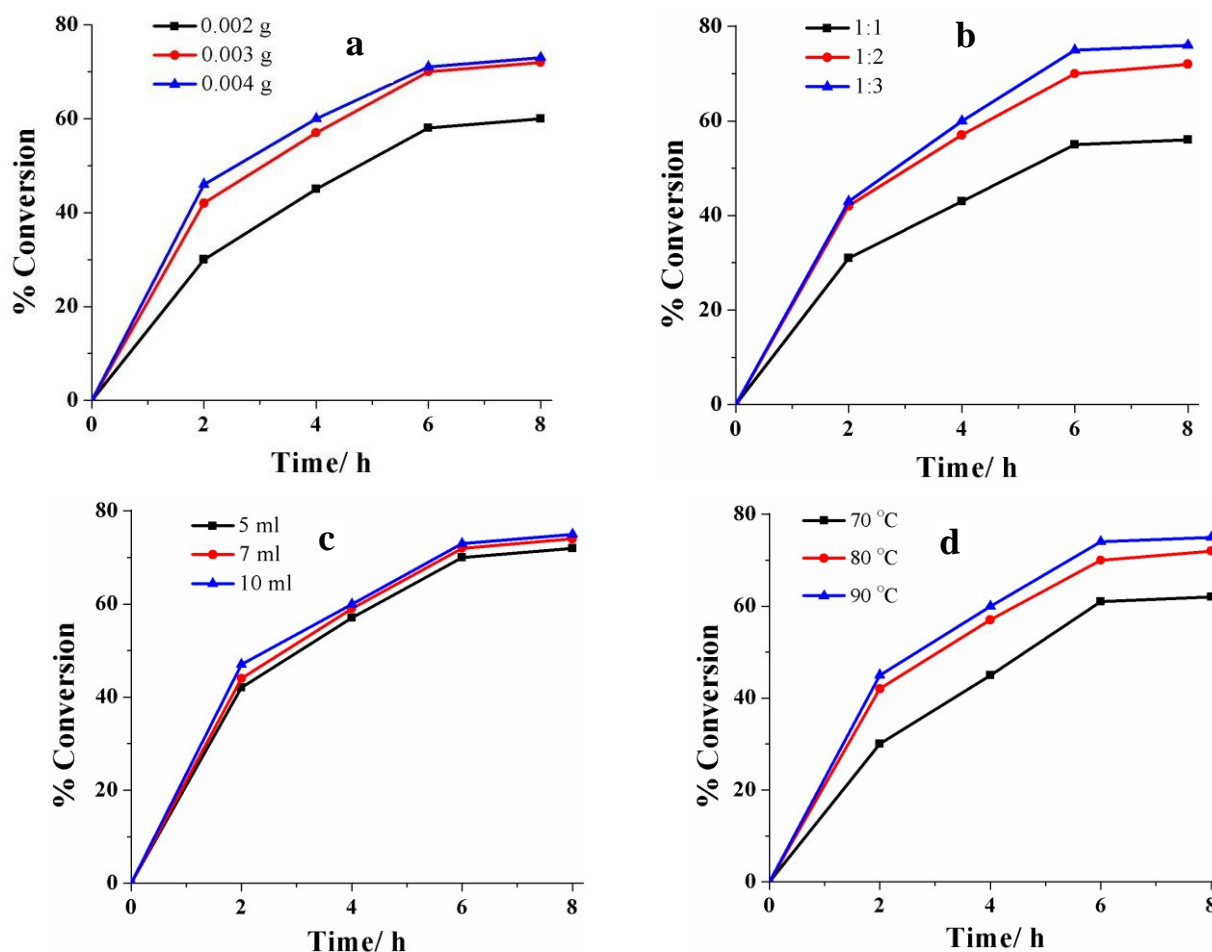 80
60
40
20
0
% Conversion
0.002 g
0.003 g
0.004 g
a
0 2 4 6 8
Time/ h
80
60
40
20
0
% Conversion
1:1
1:2
1:3
b
0 2 4 6 8
Time/ h
80
60
40
20
0
% Conversion
5 ml
7 ml
10 ml
c
0 2 4 6 8
Time/ h
80
60
40
20
0
% Conversion
70 °C
80 °C
90 °C
d
0 2 4 6 8
Time/ h